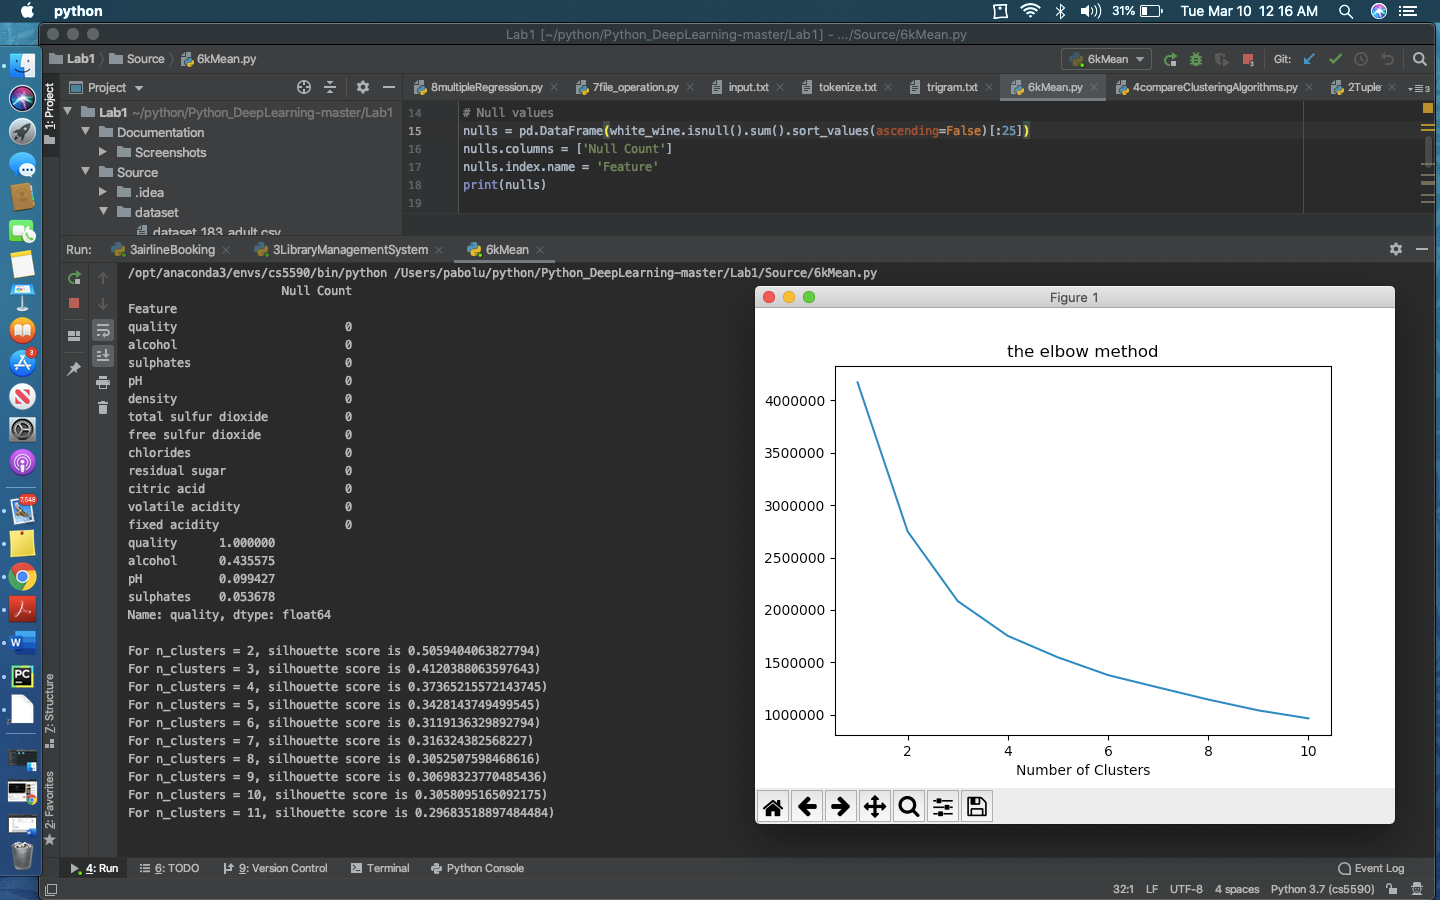 python
31%
Tue Mar 10 12 16 AM
Lab1 [~/python/Python_DeepLearning-master/Lab1] - .../Source/6kMean.py
Lab1 Source 6kMean.py
6kMean
Git:
Project
8multipleRegression.py
7file_operation.py
input.txt
tokenize.txt
trigram.txt
6kMean.py
4compareClusteringAlgorithms.py
2Tuple
1: Project
Lab1 ~/python/Python_DeepLearning-master/Lab1
Documentation
Screenshots
Source
.idea
dataset
dataset_183_adult.csv
14 # Null values
15 nulls = pd.DataFrame(white_wine.isnull().sum().sort_values(ascending=False)[:25])
16 nulls.columns = ['Null Count']
17 nulls.index.name = 'Feature'
18 print(nulls)
19
Run: 3airlineBooking 3LibraryManagementSystem 6kMean
/opt/anaconda3/envs/cs5590/bin/python /Users/pabolu/python/Python_DeepLearning-master/Lab1/Source/6kMean.py
Null Count
Feature
quality 0
alcohol 0
sulphates 0
pH 0
density 0
total sulfur dioxide 0
free sulfur dioxide 0
chlorides 0
residual sugar 0
citric acid 0
volatile acidity 0
fixed acidity 0
quality 1.000000
alcohol 0.435575
pH 0.099427
sulphates 0.053678
Name: quality, dtype: float64
For n_clusters = 2, silhouette score is 0.5059404063827794)
For n_clusters = 3, silhouette score is 0.4120388063597643)
For n_clusters = 4, silhouette score is 0.37365215572143745)
For n_clusters = 5, silhouette score is 0.3428143749499545)
For n_clusters = 6, silhouette score is 0.3119136329892794)
For n_clusters = 7, silhouette score is 0.316324382568227)
For n_clusters = 8, silhouette score is 0.3052507598468616)
For n_clusters = 9, silhouette score is 0.30698323770485436)
For n_clusters = 10, silhouette score is 0.3058095165092175)
For n_clusters = 11, silhouette score is 0.29683518897484484)
Figure 1
the elbow method
4000000
3500000
3000000
2500000
2000000
1500000
1000000
2 4 6 8 10
Number of Clusters
Z: Structure
2: Favorites
3
7,548
W
PC
4: Run
6: TODO
9: Version Control
Terminal
Python Console
Event Log
32:1 LF UTF-8 4 spaces Python 3.7 (cs5590)